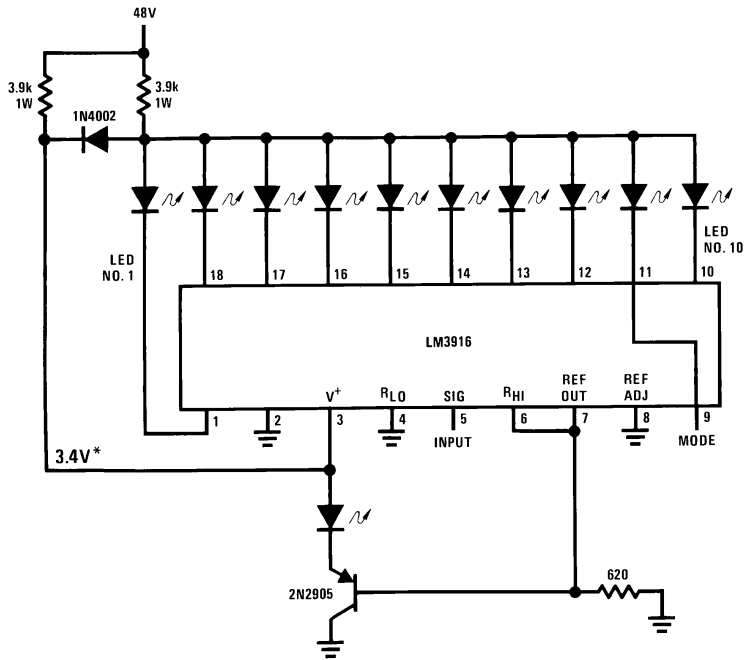 48V
3.9k
1W
3.9k
1W
1N4002
LED
NO. 1
LED
NO. 10
18
17
16
15
14
13
12
11
10
LM3916
V+
RLO
SIG
RHI
REF
OUT
REF
ADJ
1
2
3
4
5
6
7
8
9
INPUT
MODE
3.4V*
2N2905
620